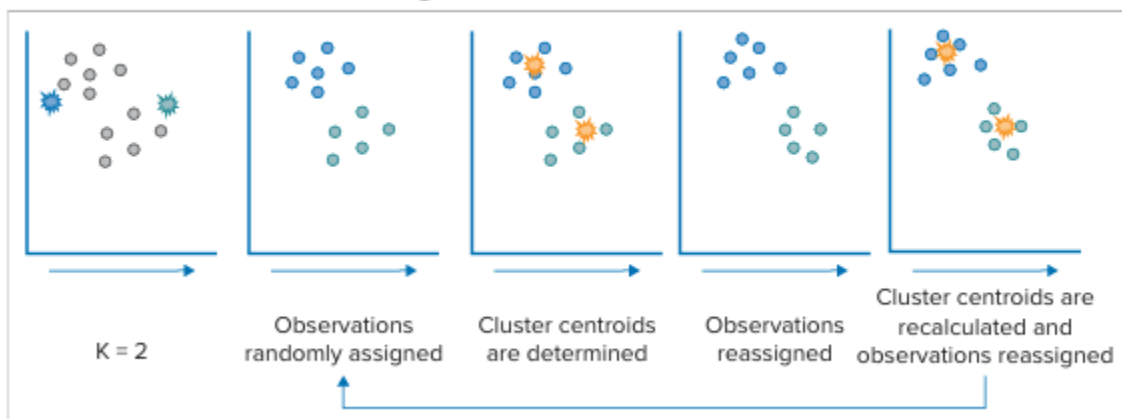 K = 2
Observations
randomly assigned
Cluster centroids
are determined
Observations
reassigned
Cluster centroids are
recalculated and
observations reassigned